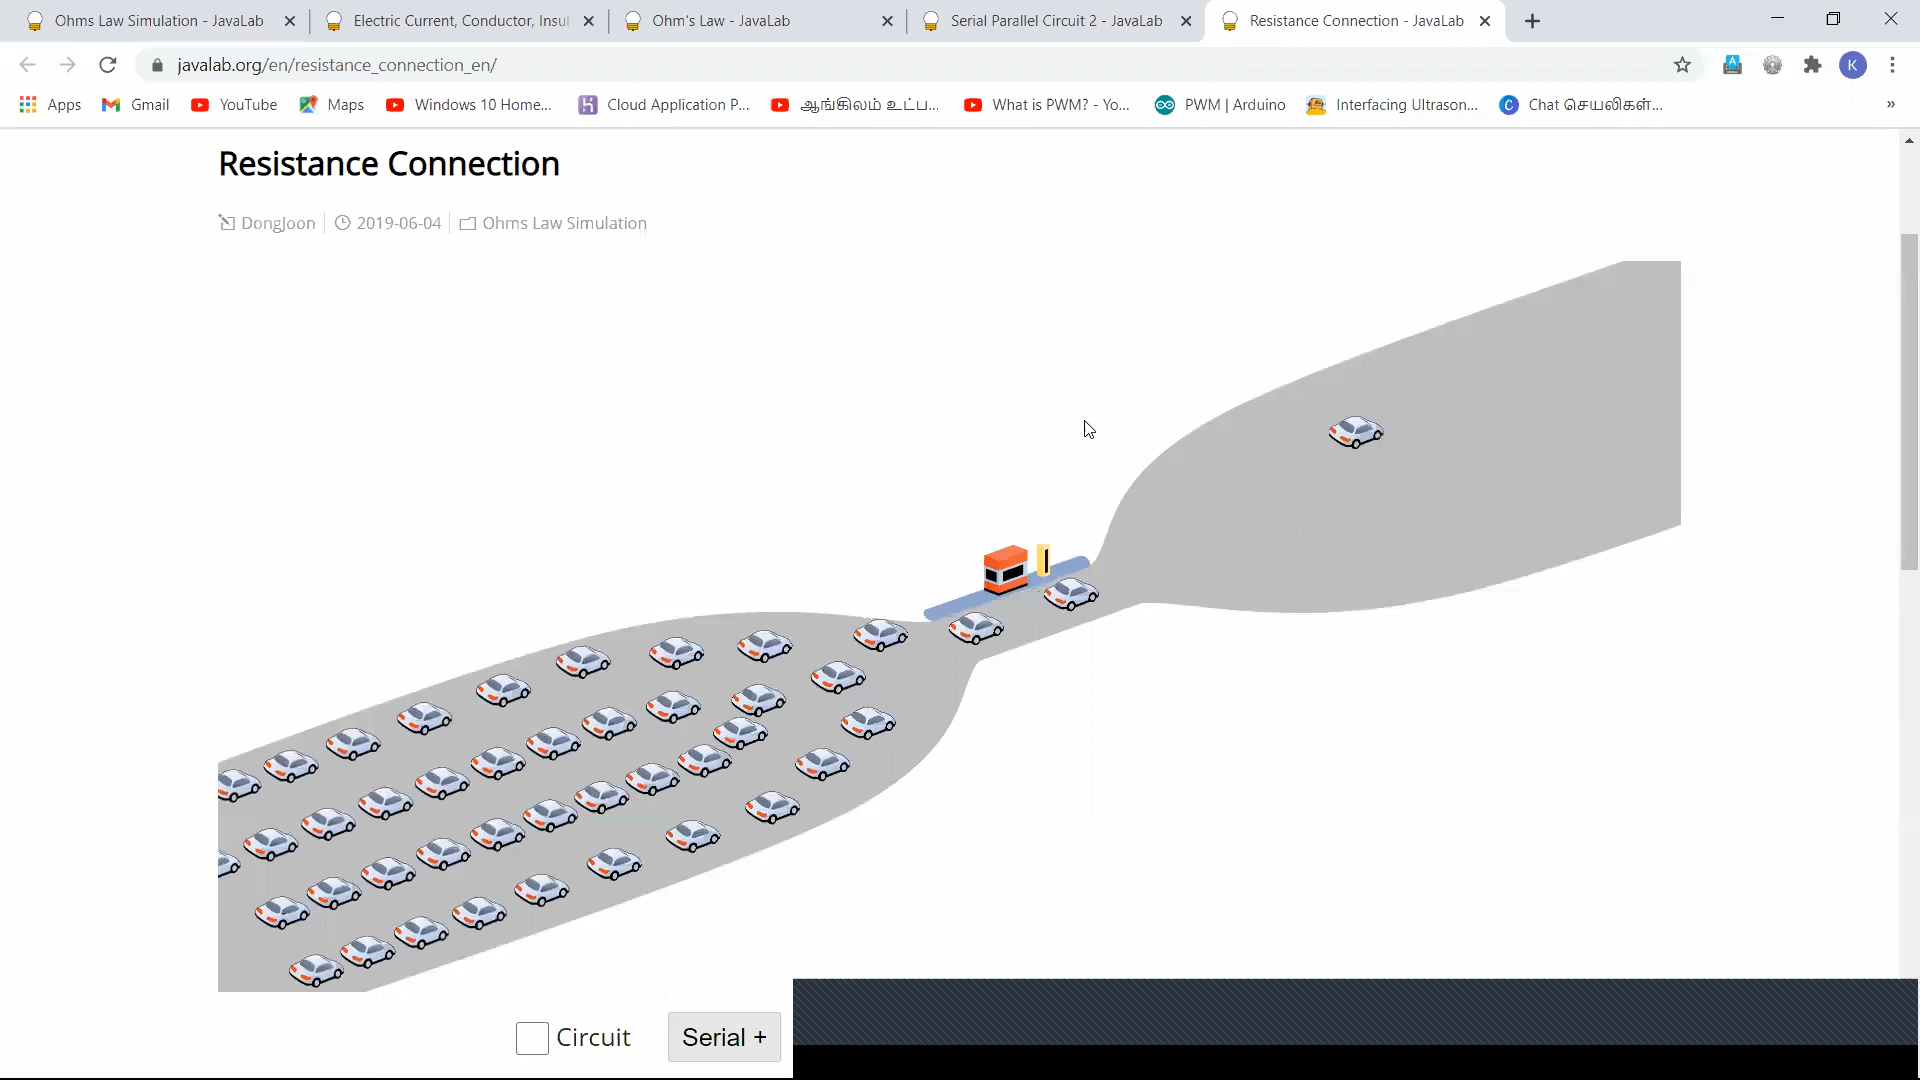 Ohms Law Simulation - JavaLab
Electric Current, Conductor, Insul
Ohm's Law - JavaLab
Serial Parallel Circuit 2 - JavaLab
Resistance Connection - JavaLab
javalab.org/en/resistance_connection_en/
K
Apps
Gmail
YouTube
Maps
Windows 10 Home...
Cloud Application P...
ஆங்கிலம் உட்ப...
What is PWM? - Yo...
PWM | Arduino
Interfacing Ultrason...
Chat செயலிகள்...
»
Resistance Connection
DongJoon
2019-06-04
Ohms Law Simulation
Circuit
Serial +